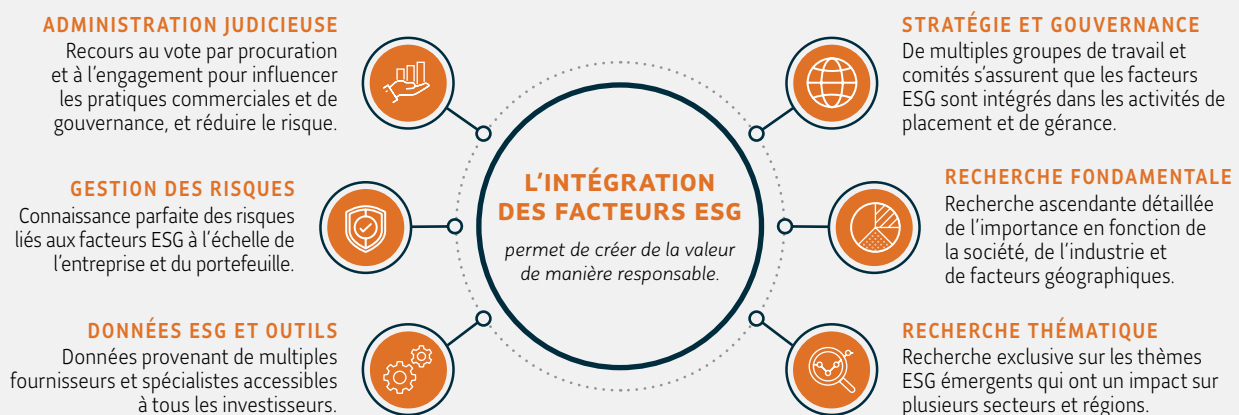 ADMINISTRATION JUDICIEUSE
Recours au vote par procuration
et à l'engagement pour influencer
les pratiques commerciales et de
gouvernance, et réduire le risque.
GESTION DES RISQUES
Connaissance parfaite des risques
liés aux facteurs ESG à l'échelle de
l'entreprise et du portefeuille.
DONNÉES ESG ET OUTILS
Données provenant de multiples
fournisseurs et spécialistes accessibles
à tous les investisseurs.
L'INTÉGRATION
DES FACTEURS ESG
permet de créer de la valeur
de manière responsable.
STRATÉGIE ET GOUVERNANCE
De multiples groupes de travail et
comités s'assurent que les facteurs
ESG sont intégrés dans les activités de
placement et de gérance.
RECHERCHE FONDAMENTALE
Recherche ascendante détaillée
de l'importance en fonction de
la société, de l'industrie et
de facteurs géographiques.
RECHERCHE THÉMATIQUE
Recherche exclusive sur les thèmes
ESG émergents qui ont un impact sur
plusieurs secteurs et régions.